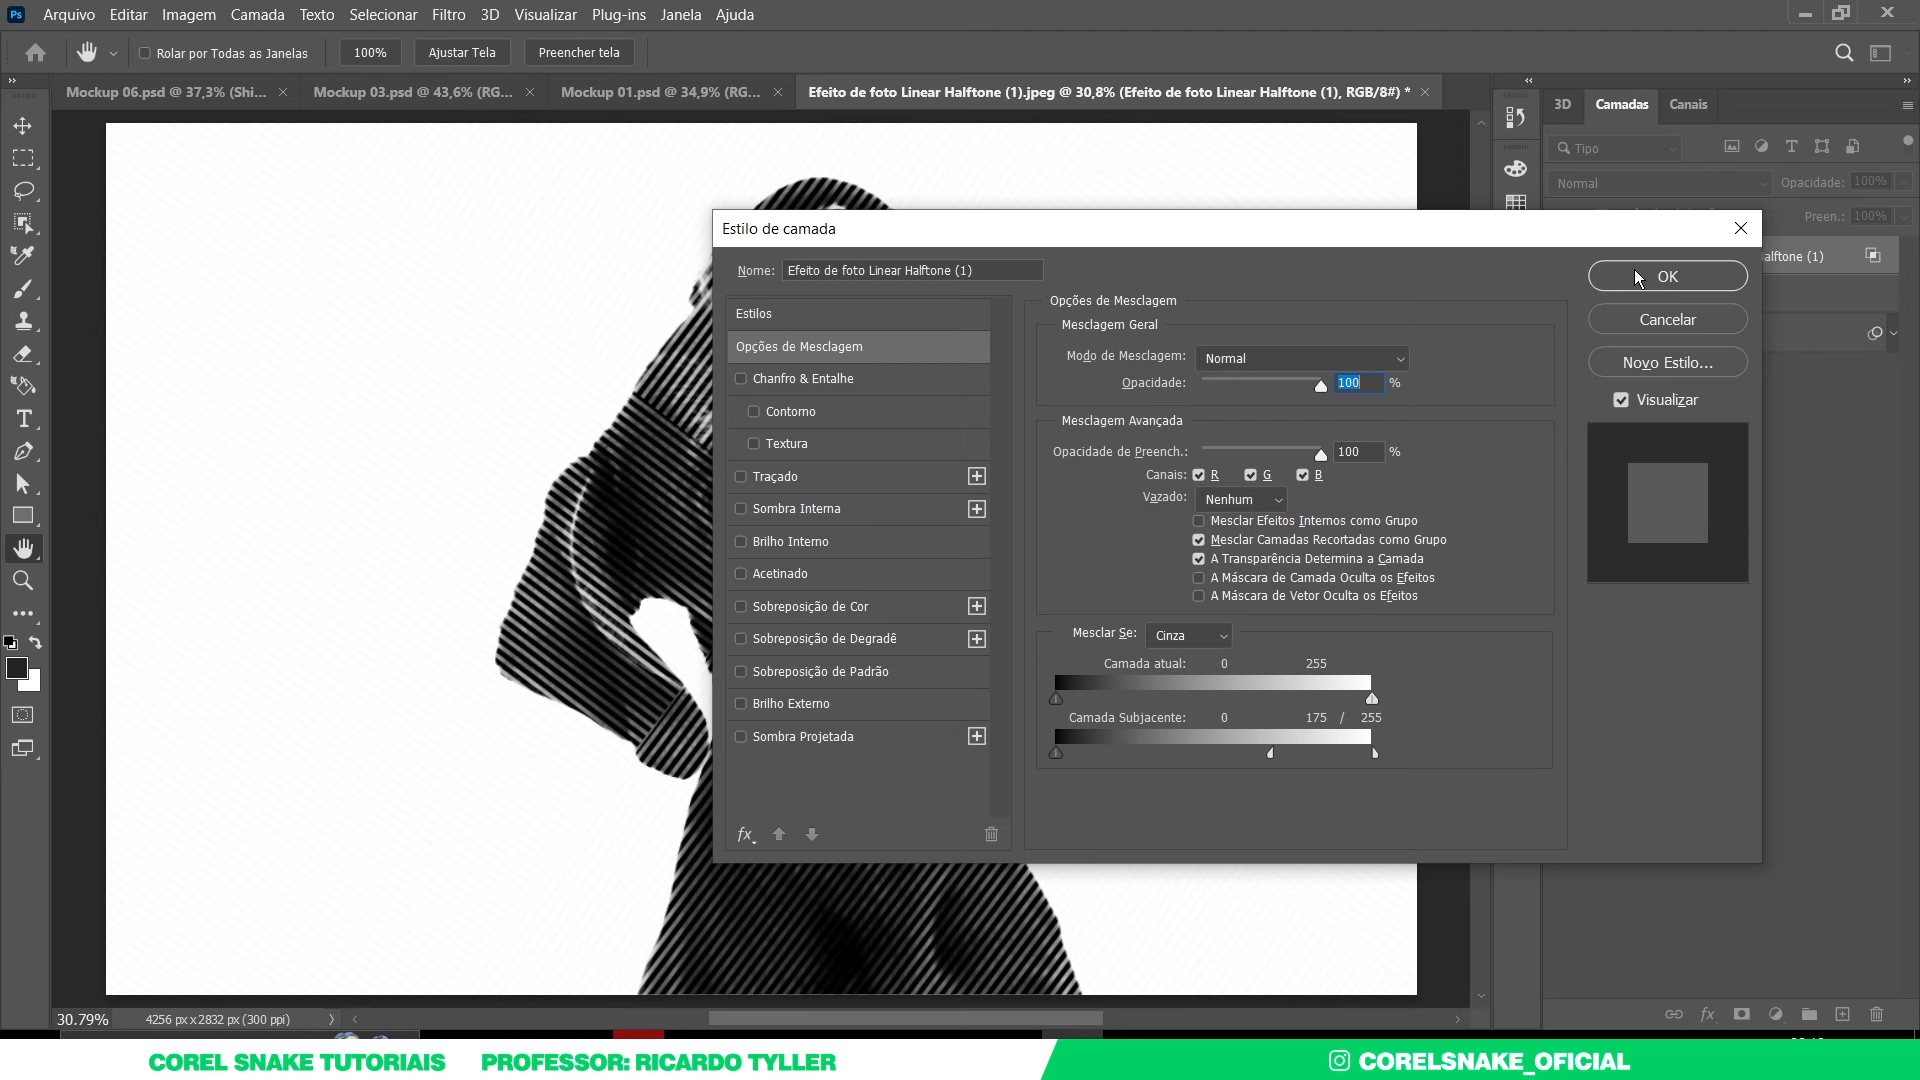 Ps Arquivo Editar Imagem Camada Texto Selecionar Filtro 3D Visualizar Plug-ins Janela Ajuda
Rolar por Todas as Janelas 100% Ajustar Tela Preencher tela
Mockup 06.psd @ 37,3% (Shi... Mockup 03.psd @ 43,6% (RG... Mockup 01.psd @ 34,9% (RG... Efeito de foto Linear Halftone (1).jpeg @ 30,8% (Efeito de foto Linear Halftone (1), RGB/8#) *
3D Camadas Canais
Tipo
Normal Opacidade: 100%
Preen.: 100%
alftone (1)
Estilo de camada
Nome: Efeito de foto Linear Halftone (1)
Estilos
Opções de Mesclagem
Chanfro & Entalhe
Contorno
Textura
Traçado
Sombra Interna
Brilho Interno
Acetinado
Sobreposição de Cor
Sobreposição de Degradê
Sobreposição de Padrão
Brilho Externo
Sombra Projetada
fx
Opções de Mesclagem
Mesclagem Geral
Modo de Mesclagem: Normal
Opacidade: 100 %
Mesclagem Avançada
Opacidade de Preench.: 100 %
Canais: R G B
Vazado: Nenhum
Mesclar Efeitos Internos como Grupo
Mesclar Camadas Recortadas como Grupo
A Transparência Determina a Camada
A Máscara de Camada Oculta os Efeitos
A Máscara de Vetor Oculta os Efeitos
Mesclar Se: Cinza
Camada atual: 0 255
Camada Subjacente: 0 175 / 255
OK
Cancelar
Novo Estilo...
Visualizar
fx
30.79% 4256 px x 2832 px (300 ppi)
COREL SNAKE TUTORIAIS PROFESSOR: RICARDO TYLLER CORELSNAKE_OFICIAL